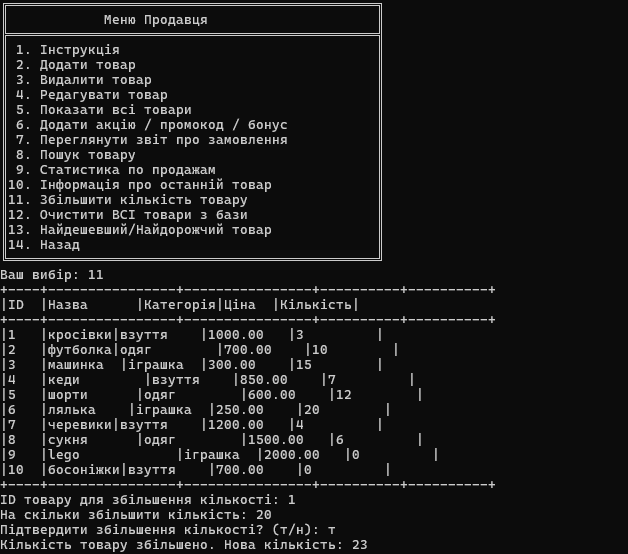 Меню Продавця
1. Інструкція
2. Додати товар
3. Видалити товар
4. Редагувати товар
5. Показати всі товари
6. Додати акцію / промокод / бонус
7. Переглянути звіт про замовлення
8. Пошук товару
9. Статистика по продажам
10. Інформація про останній товар
11. Збільшити кількість товару
12. Очистити ВСІ товари з бази
13. Найдешевший/Найдорожчий товар
14. Назад
Ваш вибір: 11
+----+----------------+----------------+----------+----------+
|ID  |Назва      |Категорія|Ціна  |Кількість|
+----+----------------+----------------+----------+----------+
|1   |кросівки|взуття    |1000.00   |3         |
|2   |футболка|одяг        |700.00    |10        |
|3   |машинка  |іграшка  |300.00    |15        |
|4   |кеди        |взуття    |850.00    |7         |
|5   |шорти      |одяг        |600.00    |12        |
|6   |лялька    |іграшка  |250.00    |20        |
|7   |черевики|взуття    |1200.00   |4         |
|8   |сукня      |одяг        |1500.00   |6         |
|9   |lego            |іграшка  |2000.00   |0         |
|10  |босоніжки|взуття    |700.00    |0         |
+----+----------------+----------------+----------+----------+
ID товару для збільшення кількості: 1
На скільки збільшити кількість: 20
Підтвердити збільшення кількості? (т/н): т
Кількість товару збільшено. Нова кількість: 23